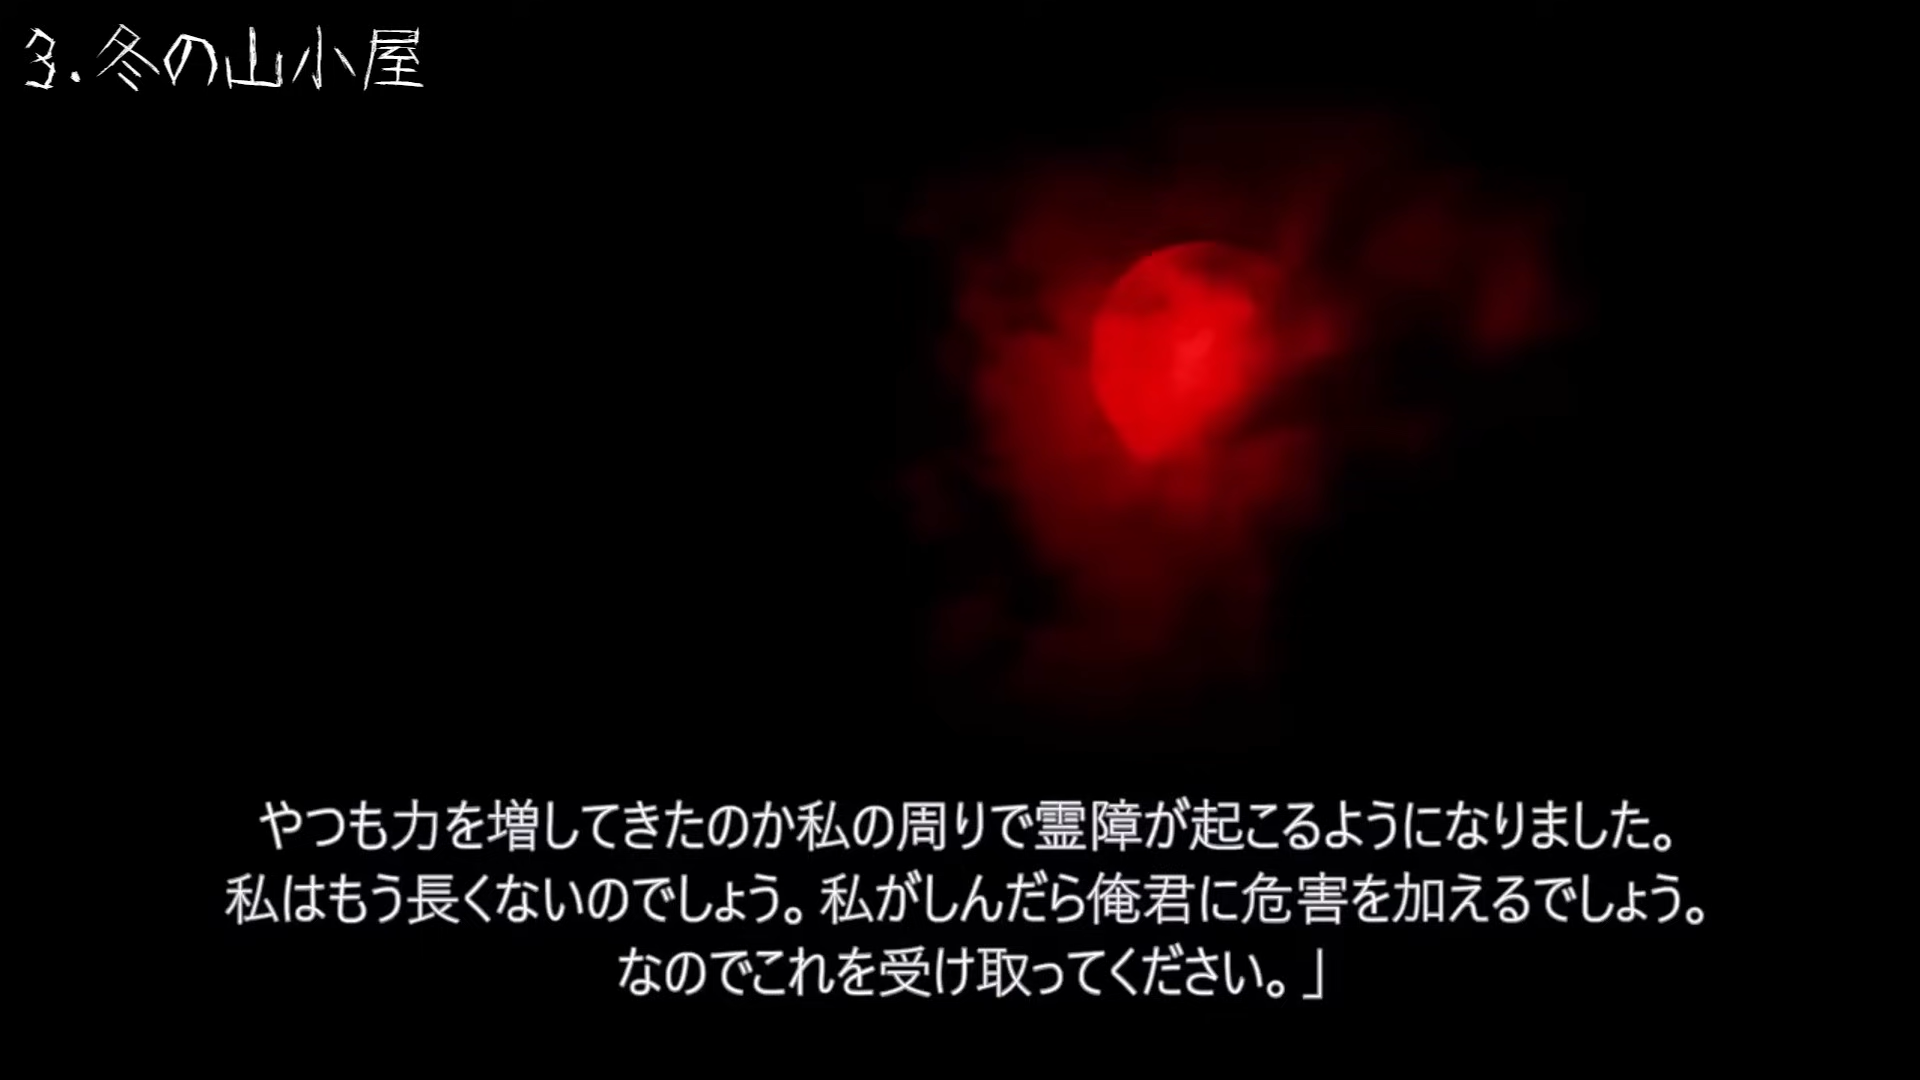 3.冬の山小屋
やつも力を増してきたのか私の周りで霊障が起こるようになりました。
私はもう長くないのでしょう。私がしんだら俺君に危害を加えるでしょう。
なのでこれを受け取ってください。」